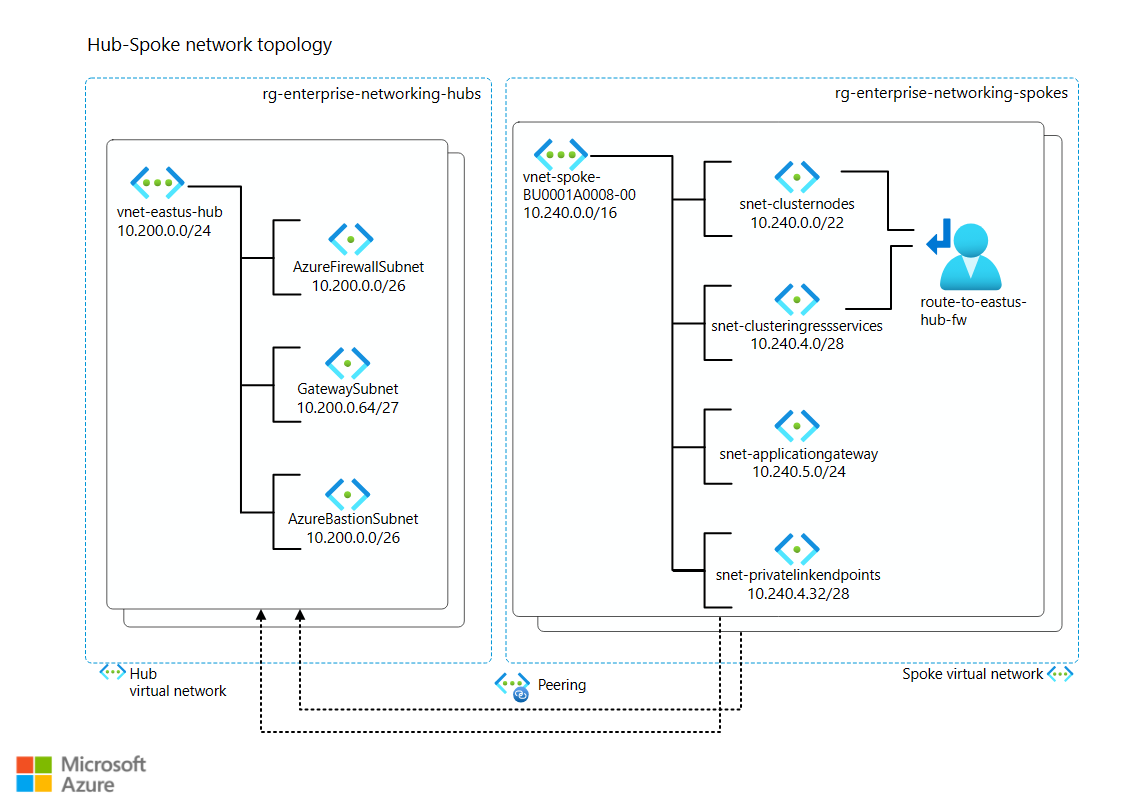 Hub-Spoke network topology
rg-enterprise-networking-hubs
vnet-eastus-hub
10.200.0.0/24
AzureFirewallSubnet
10.200.0.0/26
GatewaySubnet
10.200.0.64/27
AzureBastionSubnet
10.200.0.0/26
Hub
virtual network
rg-enterprise-networking-spokes
vnet-spoke-
BU0001A0008-00
10.240.0.0/16
snet-clusternodes
10.240.0.0/22
snet-clusteringressservices
10.240.4.0/28
snet-applicationgateway
10.240.5.0/24
snet-privatelinkendpoints
10.240.4.32/28
route-to-eastus-
hub-fw
Spoke virtual network
Peering
Microsoft
Azure